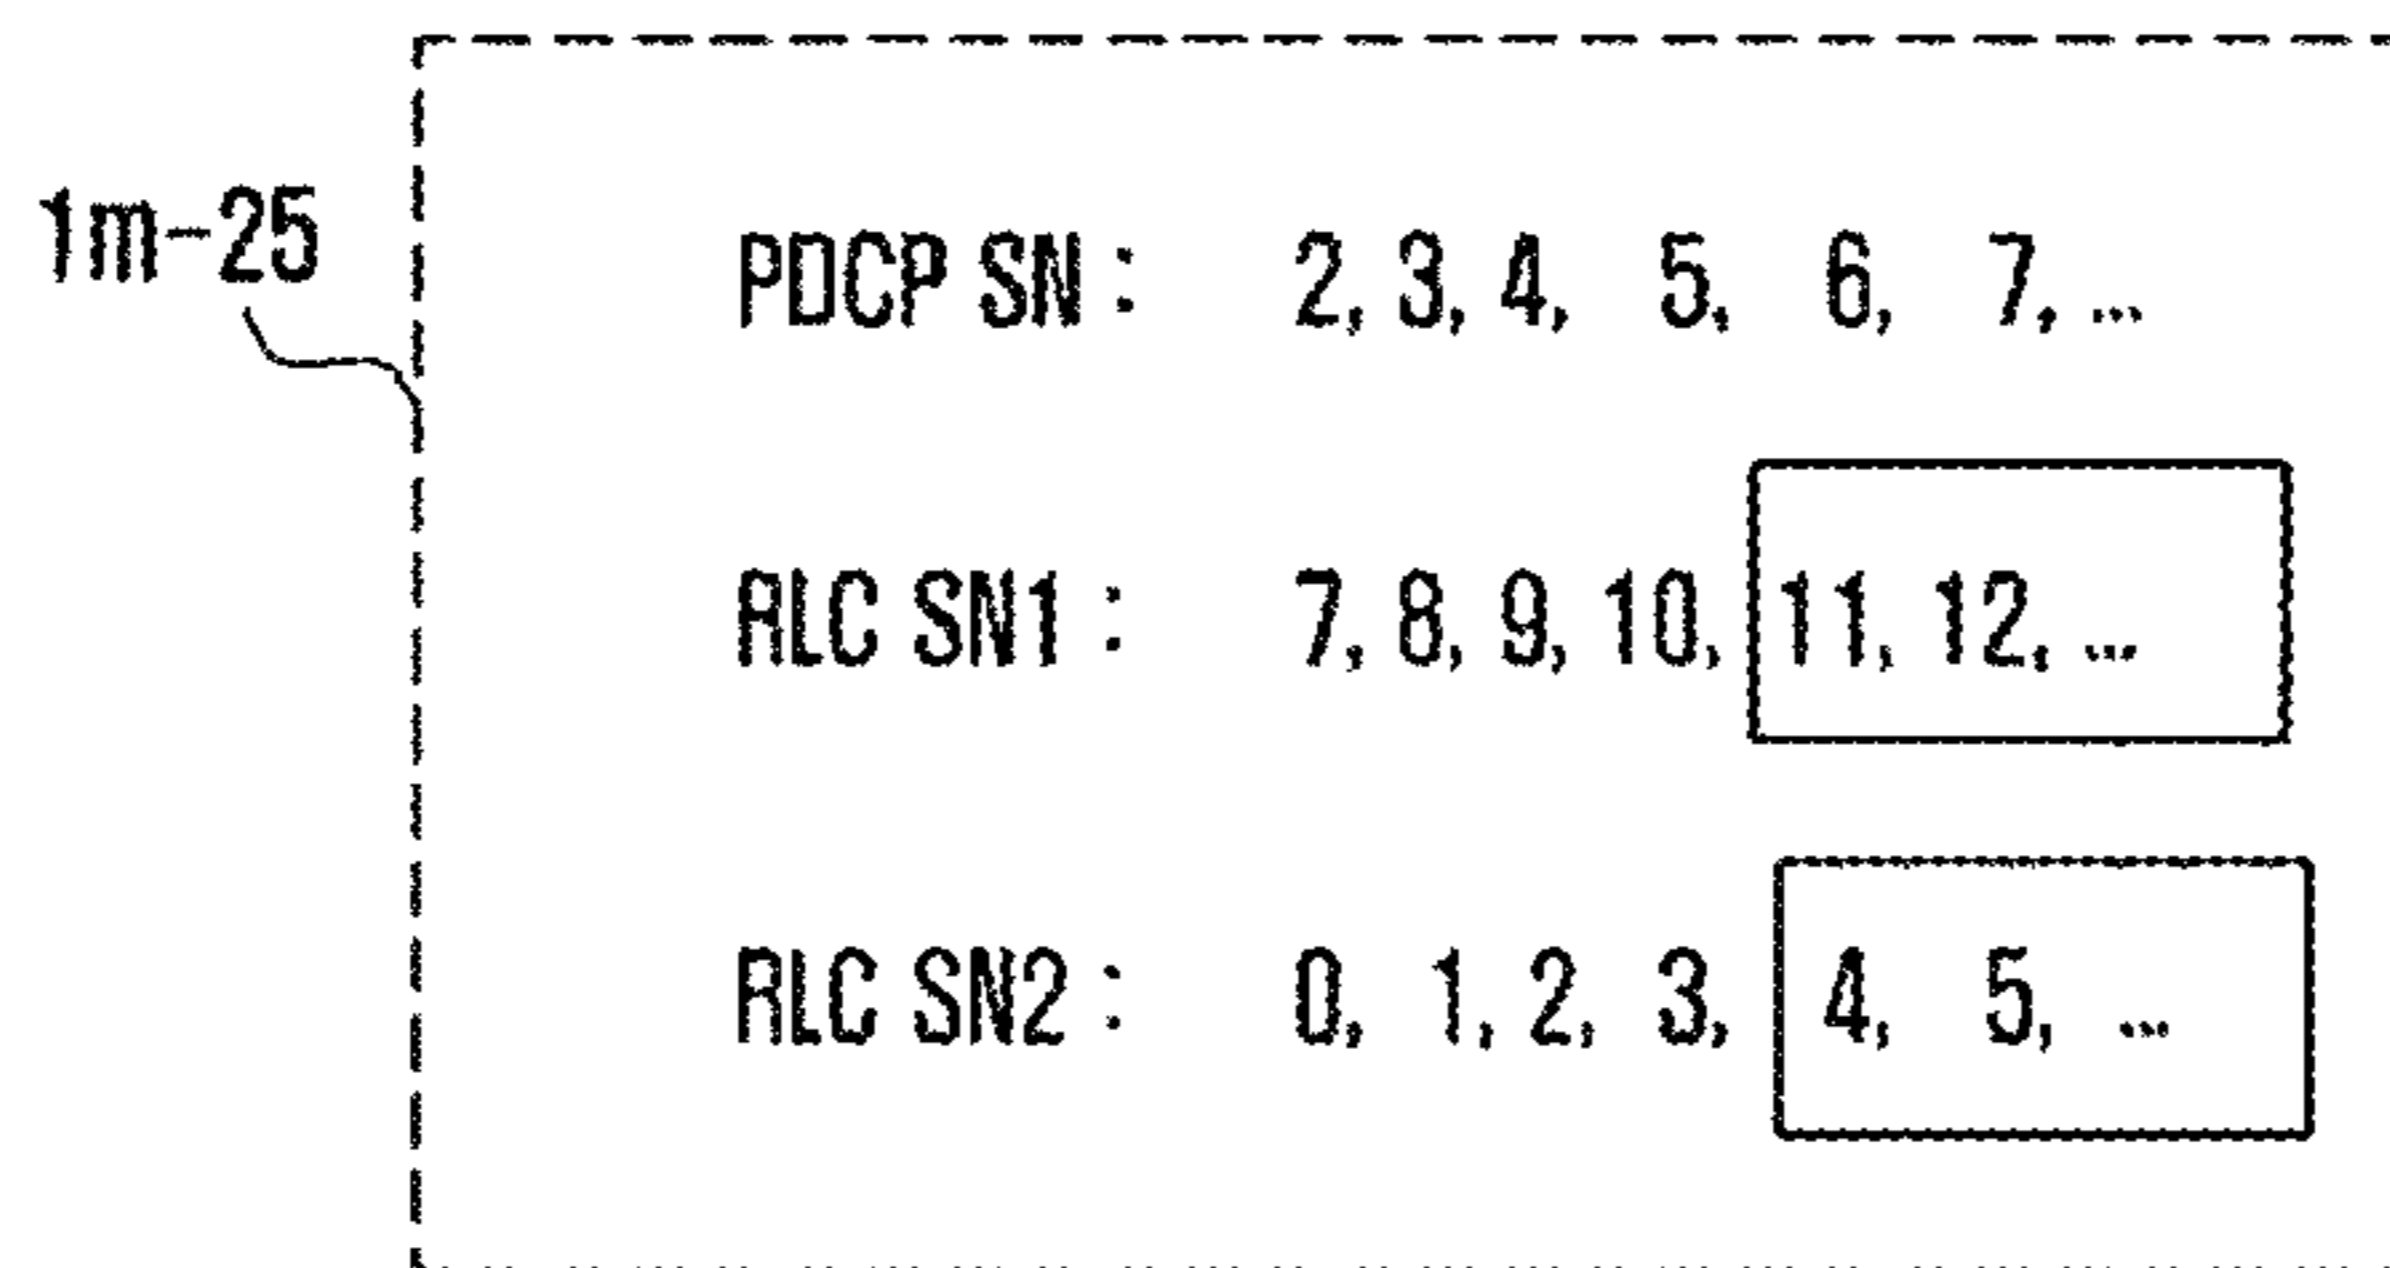 1m-25
PDCP SN : 2, 3, 4, 5, 6, 7, ...
RLC SN1 : 7, 8, 9, 10, 11, 12, ...
RLC SN2 : 0, 1, 2, 3, 4, 5, ...